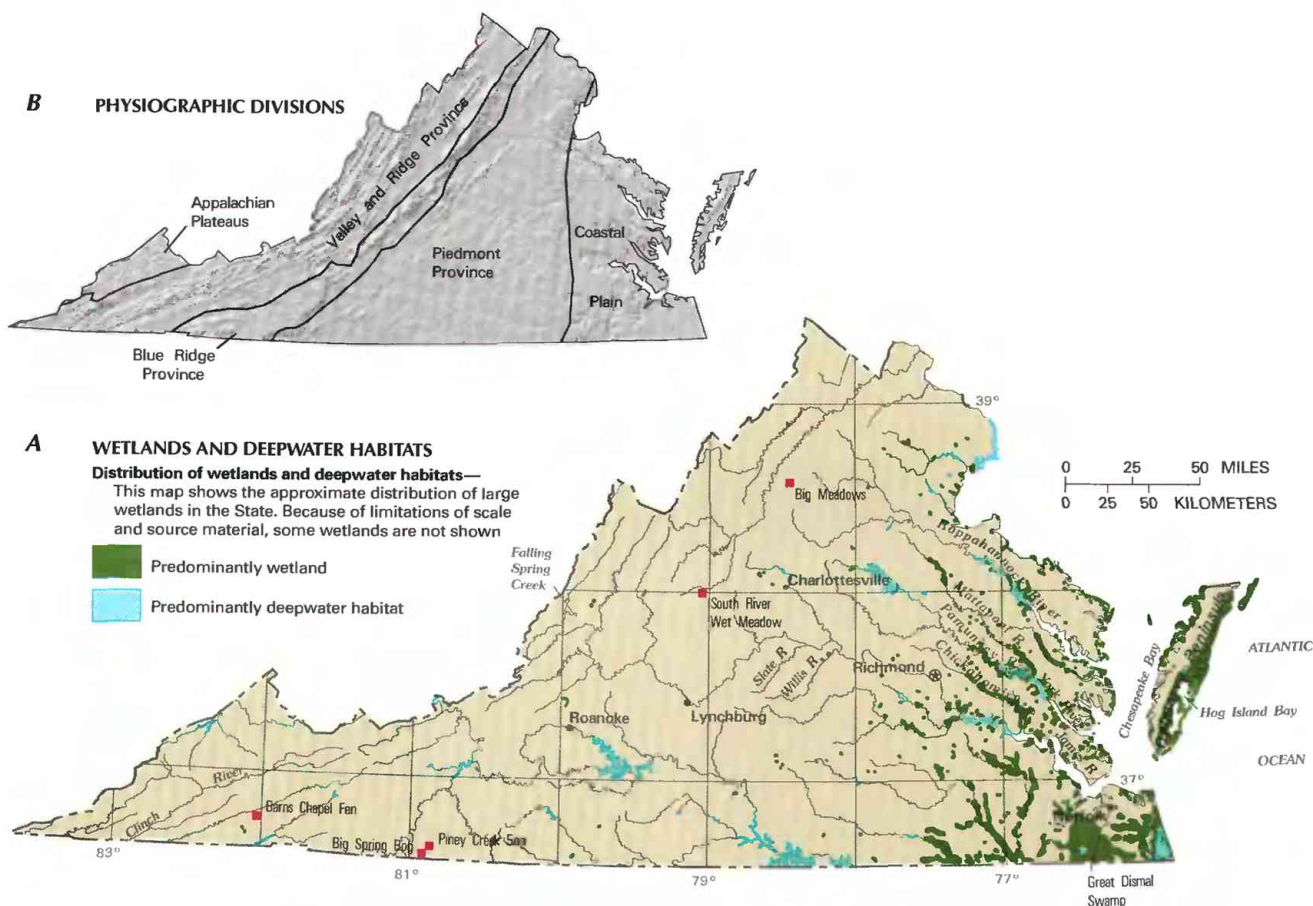 B PHYSIOGRAPHIC DIVISIONS
Valley and Ridge Province
Appalachian
Plateaus
Piedmont
Province
Coastal
Plain
Blue Ridge
Province
A WETLANDS AND DEEPWATER HABITATS
Distribution of wetlands and deepwater habitats—
This map shows the approximate distribution of large
wetlands in the State. Because of limitations of scale
and source material, some wetlands are not shown
Predominantly wetland
Predominantly deepwater habitat
39°
0 25 50 MILES
0 25 50 KILOMETERS
Big Meadows
Rappahannock River
Falling
Spring
Creek
Charlottesville
South River
Wet Meadow
Mattaponi R
Pamunkey R
Chickahominy
River
Slate R
Willis R
Richmond
Chesapeake Bay
Peninsula
ATLANTIC
Hog Island Bay
OCEAN
Roanoke
Lynchburg
James R
37°
Clinch River
Barns Chapel Fen
Big Spring Bog
Piney Creek
Norfolk
83°
81°
79°
77°
Great Dismal
Swamp